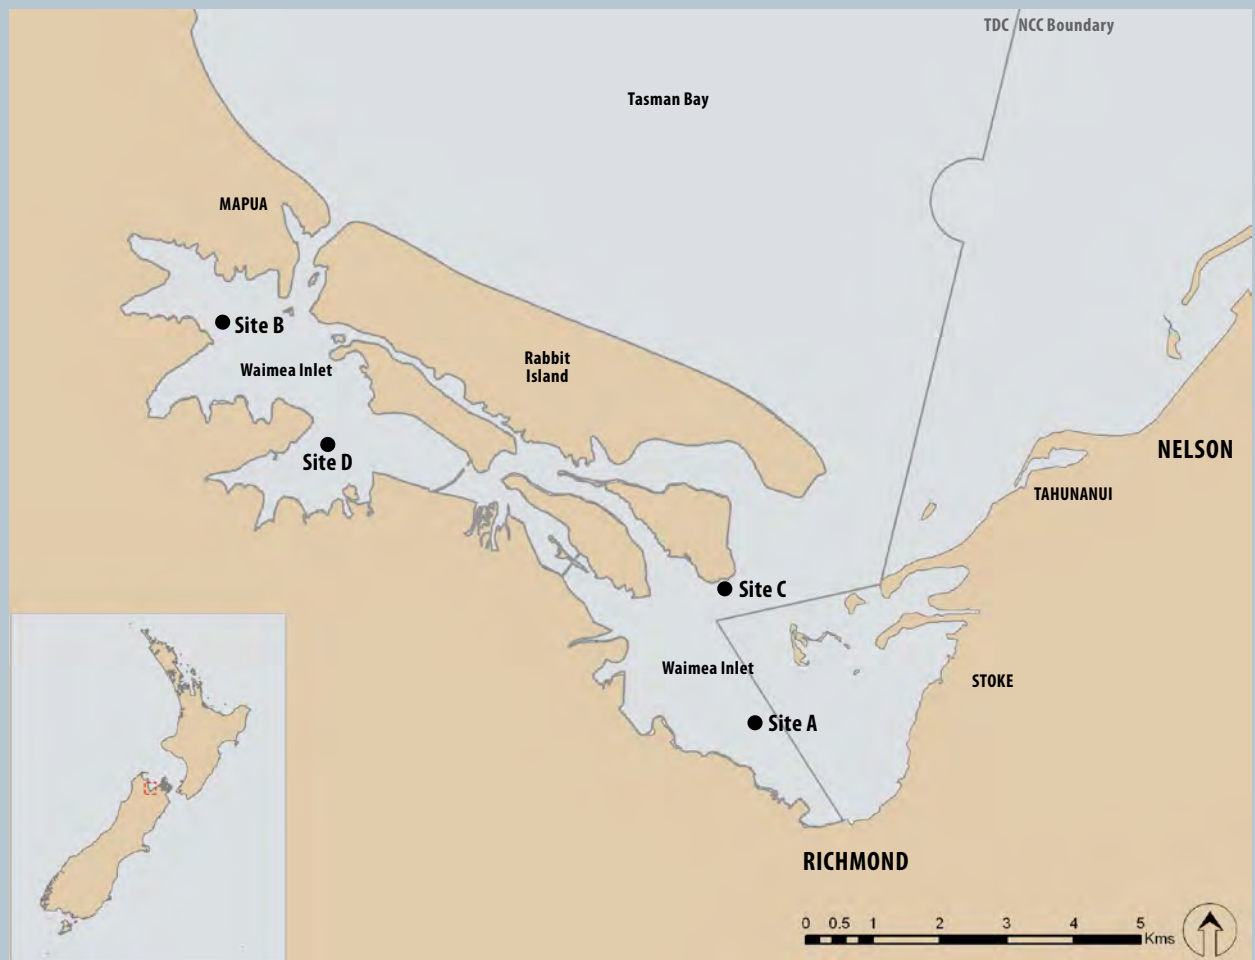 TDC NCC Boundary
Tasman Bay
MAPUA
Site B
Rabbit
Island
Waimea Inlet
NELSON
Site D
TAHUNANUI
Site C
Waimea Inlet
STOKE
Site A
RICHMOND
0 0.5 1 2 3 4 5
Kms